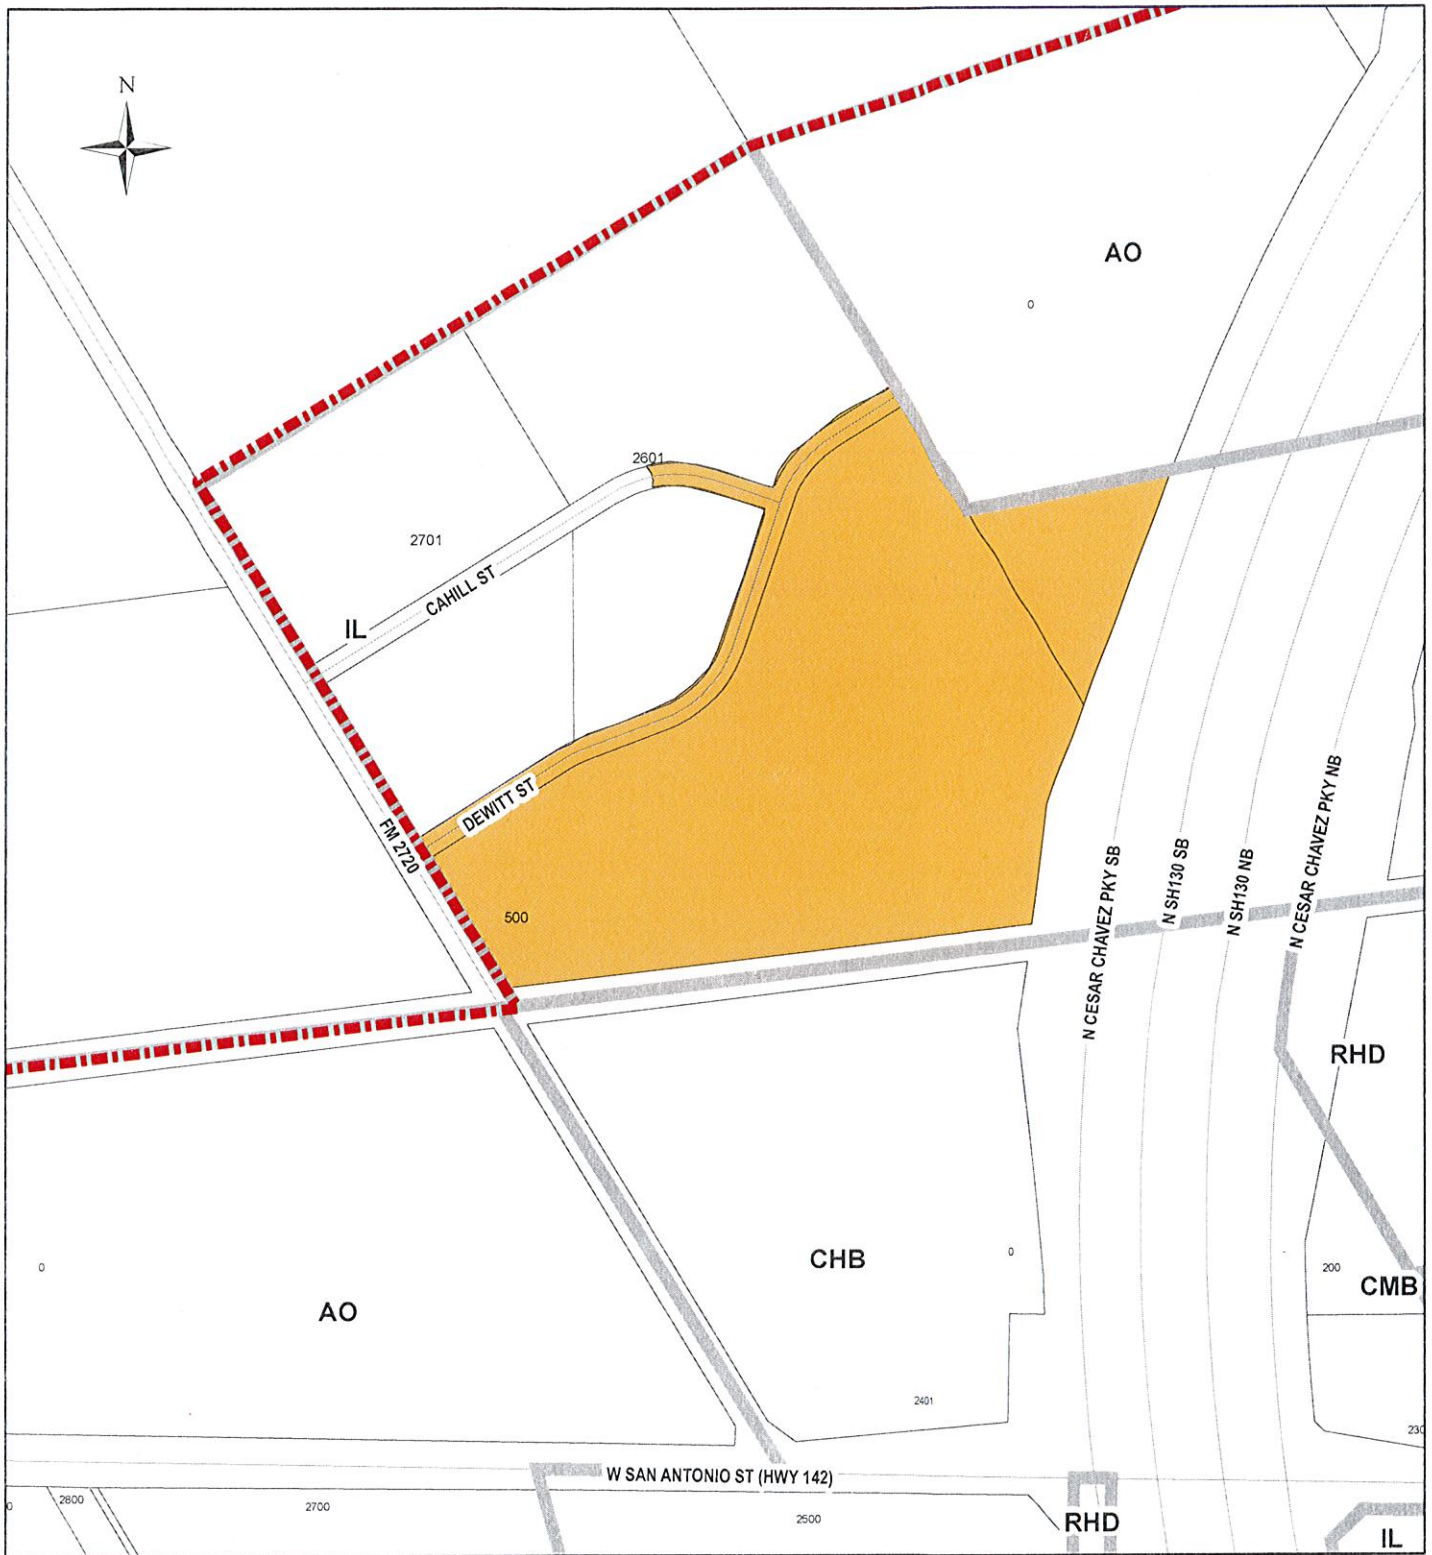 N
AO
0
2601
2701
CAHILL ST
IL
DEWITT ST
FM 2720
500
N CESAR CHAVEZ PKY SB
N SH130 SB
N SH130 NB
N CESAR CHAVEZ PKY NB
RHD
CHB
0
0
200
CMB
AO
2401
230
W SAN ANTONIO ST (HWY 142)
0
2800
2700
2500
RHD
IL